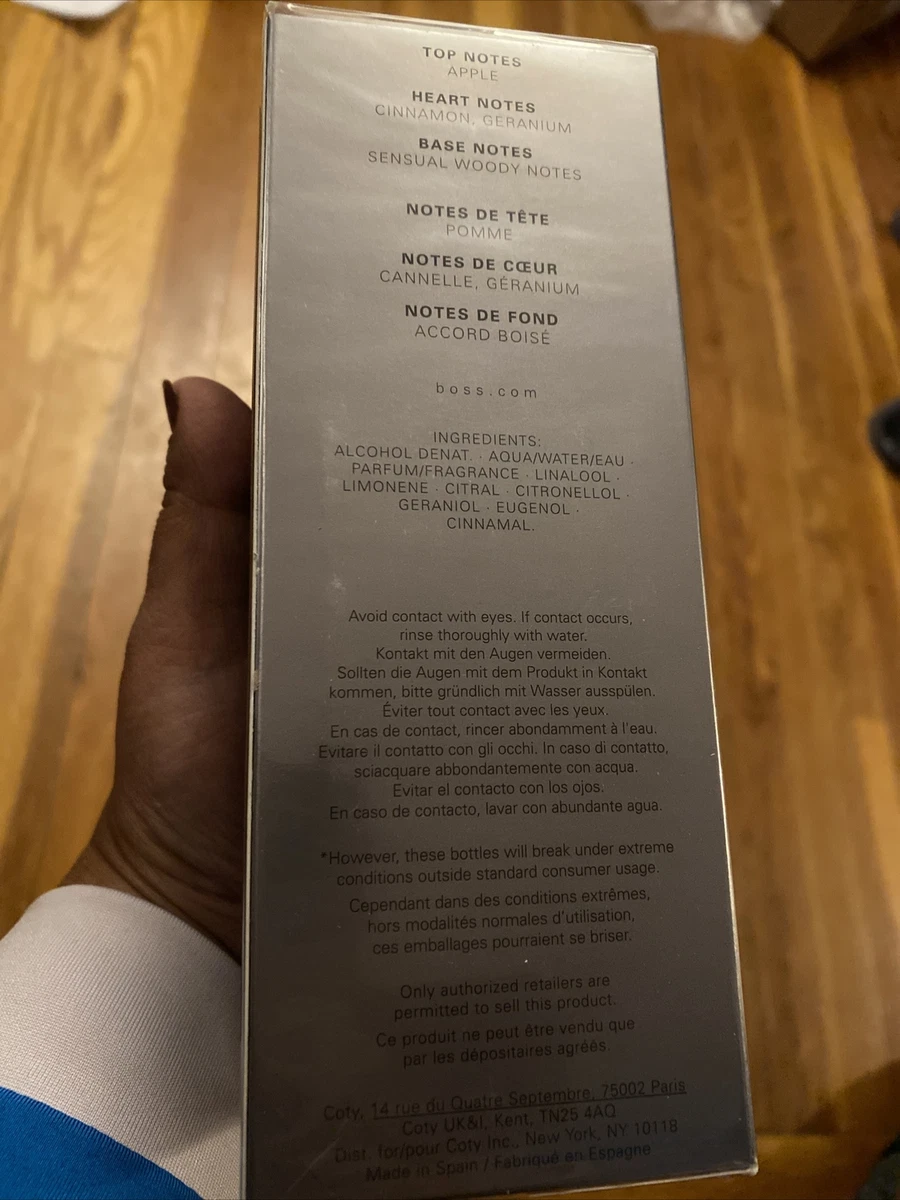 TOP NOTES
APPLE
HEART NOTES
CINNAMON, GERANIUM
BASE NOTES
SENSUAL WOODY NOTES
NOTES DE TÊTE
POMME
NOTES DE CŒUR
CANNELLE, GÉRANIUM
NOTES DE FOND
ACCORD BOISÉ
boss.com
INGREDIENTS:
ALCOHOL DENAT. · AQUA/WATER/EAU ·
PARFUM/FRAGRANCE · LINALOOL ·
LIMONENE · CITRAL · CITRONELLOL ·
GERANIOL · EUGENOL ·
CINNAMAL.
Avoid contact with eyes. If contact occurs,
rinse thoroughly with water.
Kontakt mit den Augen vermeiden.
Sollten die Augen mit dem Produkt in Kontakt
kommen, bitte gründlich mit Wasser ausspülen.
Éviter tout contact avec les yeux.
En cas de contact, rincer abondamment à l'eau.
Evitare il contatto con gli occhi. In caso di contatto,
sciacquare abbondantemente con acqua.
Evitar el contacto con los ojos.
En caso de contacto, lavar con abundante agua.
*However, these bottles will break under extreme
conditions outside standard consumer usage.
Cependant dans des conditions extrêmes,
hors modalités normales d'utilisation,
ces emballages pourraient se briser.
Only authorized retailers are
permitted to sell this product.
Ce produit ne peut être vendu que
par les dépositaires agréés.
Coty, 14 rue du Quatre Septembre, 75002 Paris
Coty UK&I, Kent, TN25 4AQ
Dist. for/pour Coty Inc., New York, NY 10118
Made in Spain / Fabriqué en Espagne